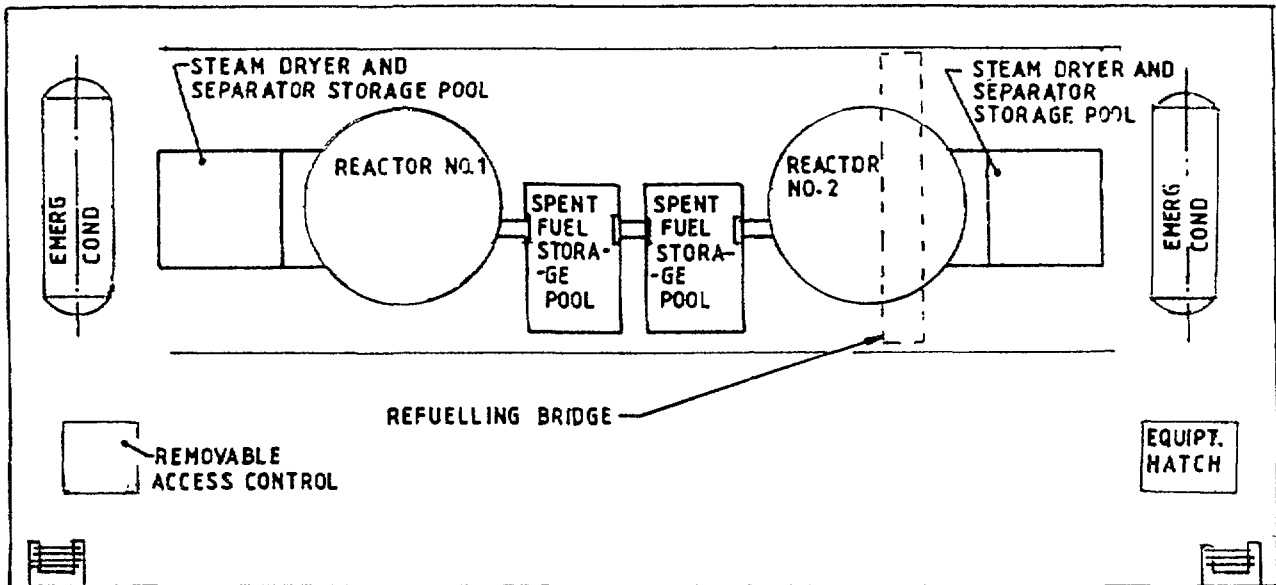 STEAM DRYER AND
SEPARATOR STORAGE POOL
STEAM DRYER AND
SEPARATOR
STORAGE POOL
EMERG
COND
REACTOR NO.1
SPENT
FUEL
STORA-
-GE
POOL
SPENT
FUEL
STORA-
-GE
POOL
REACTOR
NO.2
EMERG
COND
REFUELLING BRIDGE
REMOVABLE
ACCESS CONTROL
EQUIPT.
HATCH